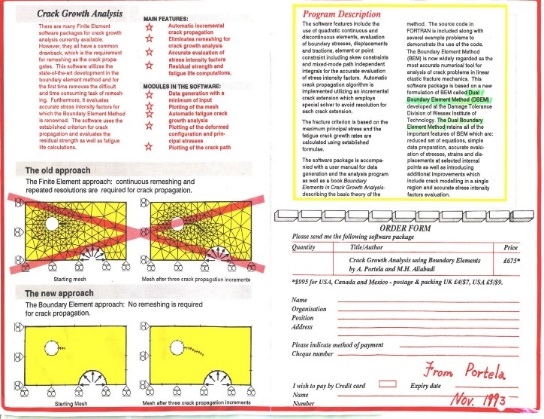 Crack Growth Analysis
There are many Finite Element
software packages for crack growth
analysis currently available.
However, they all have a common
drawback, which is the requirement
for remeshing as the crack propa-
gates. This software utilizes the
state-of-the-art development in the
boundary element method and for
the first time removes the difficult
and time consuming task of remesh-
ing. Furthermore, it evaluates
accurate stress intensity factors for
which the Boundary Element Method
is renowned. The software uses the
established criterion for crack
propagation and evaluates the
residual strength as well as fatigue
life calculations.
MAIN FEATURES:
Automatic incremental
crack propagation
Eliminates remeshing for
crack growth analysis
Accurate evaluation of
stress intensity factors
Residual strength and
fatigue life computations.
MODULES IN THE SOFTWARE:
Data generation with a
minimum of input
Plotting of the mesh
Automatic fatigue crack
growth analysis
Plotting of the deformed
configuration and prin-
cipal stresses
Plotting of the crack path
The old approach
The Finite Element approach: continuous remeshing and
repeated resolutions are required for crack propagation.
Starting mesh
Mesh after three crack propagation increments
The new approach
The Boundary Element approach: No remeshing is required
for crack propagation.
Starting Mesh
Mesh after three crack propagation increments
Program Description
The software features include the
use of quadratic continuous and
discontinuous elements, evaluation
of boundary stresses, displacements
and tractions, element or point
constraint including skew constraints
and mixed-mode path independent
integrals for the accurate evaluation
of stress intensity factors. Automatic
crack propagation algorithm is
implemented utilizing an incremental
crack extension which employs
special solver to avoid resolution for
each crack extension.
The fracture criterion is based on the
maximum principal stress and the
fatigue crack growth rates are
calculated using established
formulas.
The software package is accompa-
nied with a user manual for data
generation and the analysis program
as well as a book Boundary
Elements in Crack Growth Analysis-
describing the basic theory of the
method. The source code in
FORTRAN is included along with
several example problems to
demonstrate the use of the codes.
The Boundary Element Method
(BEM) is now widely regarded as the
most accurate numerical tool for
analysis of crack problems in linear
elastic fracture mechanics. This
software package is based on a new
formulation of BEM called Dual
Boundary Element Method (DBEM)
developed at the Damage Tolerance
Division of Wessex Institute of
Technology. The Dual Boundary
Element Method retains all of the
important features of BEM which are:
reduced set of equations, simple
data preparation, accurate evalu-
ation of stresses, strains and dis-
placements at selected internal
points as well as introducing
additional improvements which
include crack modelling in a single
region and accurate stress intensity
factors evaluation.
ORDER FORM
Please send me the following software package
Quantity Title/Author Price
Crack Growth Analysis using Boundary Elements £675*
by A. Portela and M.H. Aliabadi
*$995 for USA, Canada and Mexico - postage & packing UK £4/$7, USA £5/$9.
Name
Organisation
Position
Address
Please indicate method of payment
Cheque number
I wish to pay by Credit card Expiry date
Name
Number
From Portela
Nov. 1993